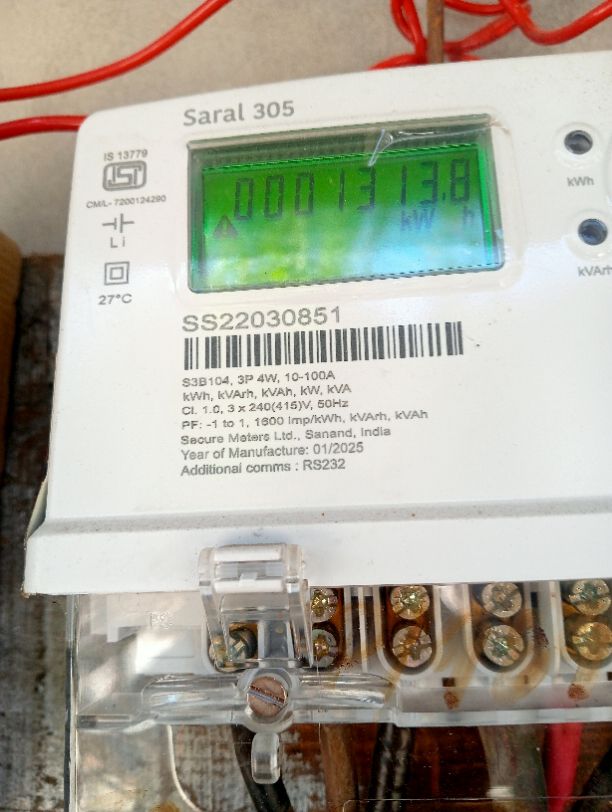 Saral 305
IS 13779
ISI
CM/L- 7200124290
Li
27°C
0001313.8
kW h
kWh
kVArh
SS22030851
S3B104, 3P 4W, 10-100A
kWh, kVArh, kVAh, kW, kVA
Cl. 1.0, 3 x 240(415)V, 50Hz
PF: -1 to 1, 1600 imp/kWh, kVArh, kVAh
Secure Meters Ltd., Sanand, India
Year of Manufacture: 01/2025
Additional comms : RS232